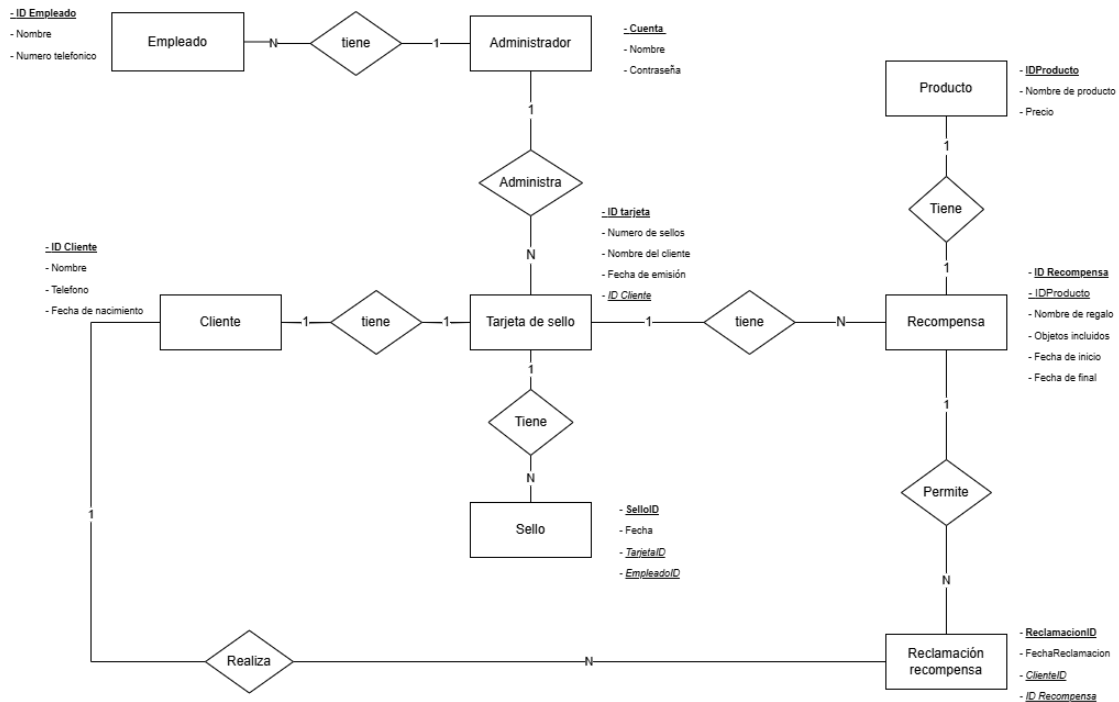 - ID Empleado
- Nombre
- Numero telefonico
Empleado
N
tiene
1
Administrador
- Cuenta
- Nombre
- Contraseña
1
Administra
N
Producto
- IDProducto
- Nombre de producto
- Precio
1
Tiene
1
- ID Cliente
- Nombre
- Telefono
- Fecha de nacimiento
Cliente
1
tiene
1
Tarjeta de sello
- ID tarjeta
- Numero de sellos
- Nombre del cliente
- Fecha de emisión
- ID Cliente
1
tiene
N
Recompensa
- ID Recompensa
- IDProducto
- Nombre de regalo
- Objetos incluidos
- Fecha de inicio
- Fecha de final
1
Tiene
N
Sello
- SelloID
- Fecha
- TarjetaID
- EmpleadoID
1
Permite
N
1
Realiza
N
Reclamación
recompensa
- ReclamacionID
- FechaReclamacion
- ClienteID
- ID Recompensa